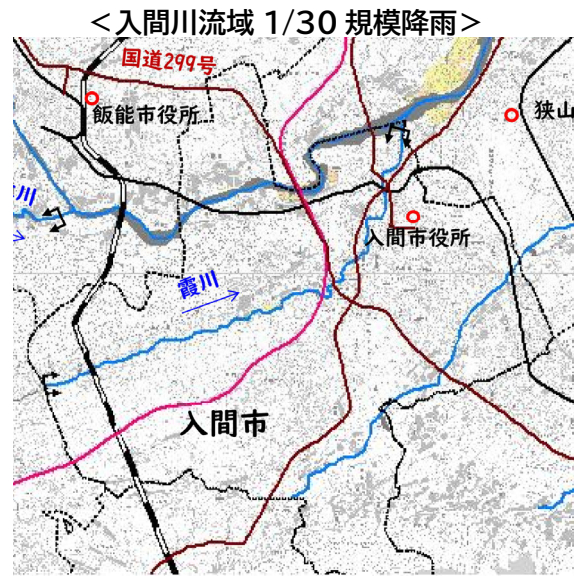 ＜入間川流域 1/30 規模降雨＞
国道299号
飯能市役所
狭山
川
入間市役所
霞川
入間市